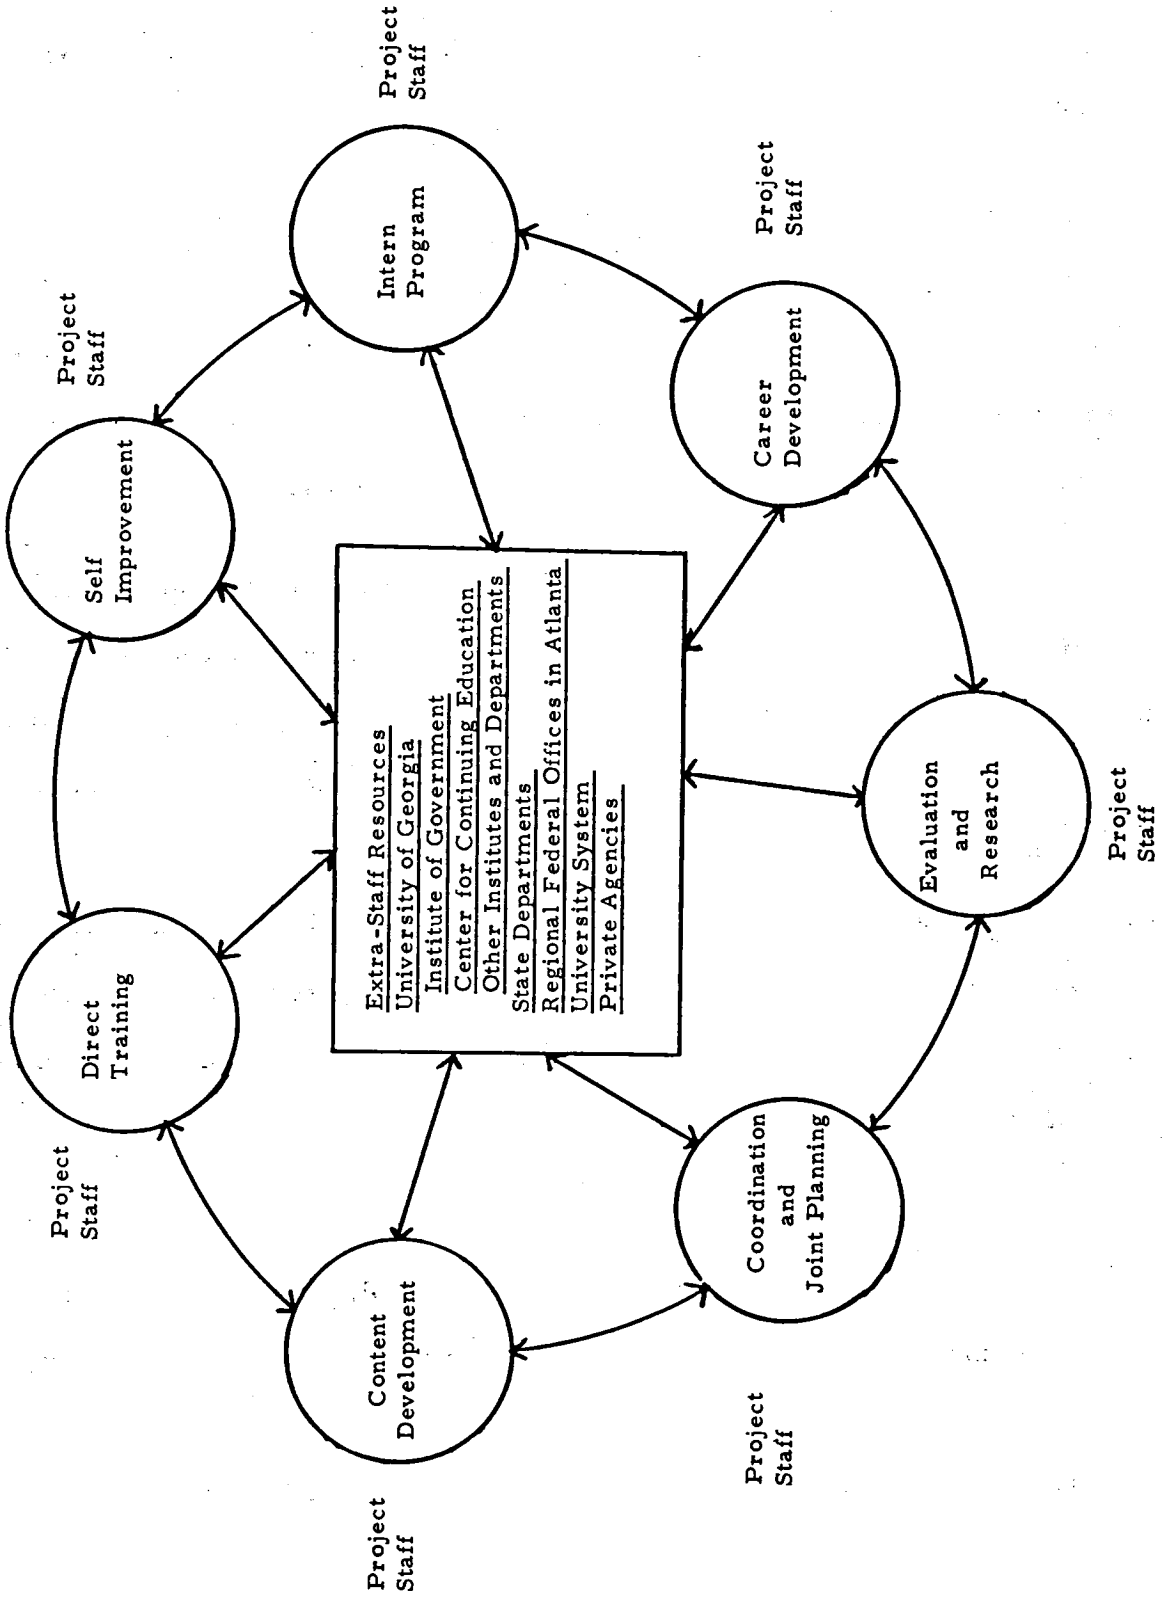 Project
Staff
Direct
Training
Self
Improvement
Project
Staff
Project
Staff
Content
Development
Extra-Staff Resources
University of Georgia
Institute of Government
Center for Continuing Education
Other Institutes and Departments
State Departments
Regional Federal Offices in Atlanta
University System
Private Agencies
Intern
Program
Project
Staff
Project
Staff
Coordination
and
Joint Planning
Career
Development
Project
Staff
Evaluation
and
Research
Project
Staff